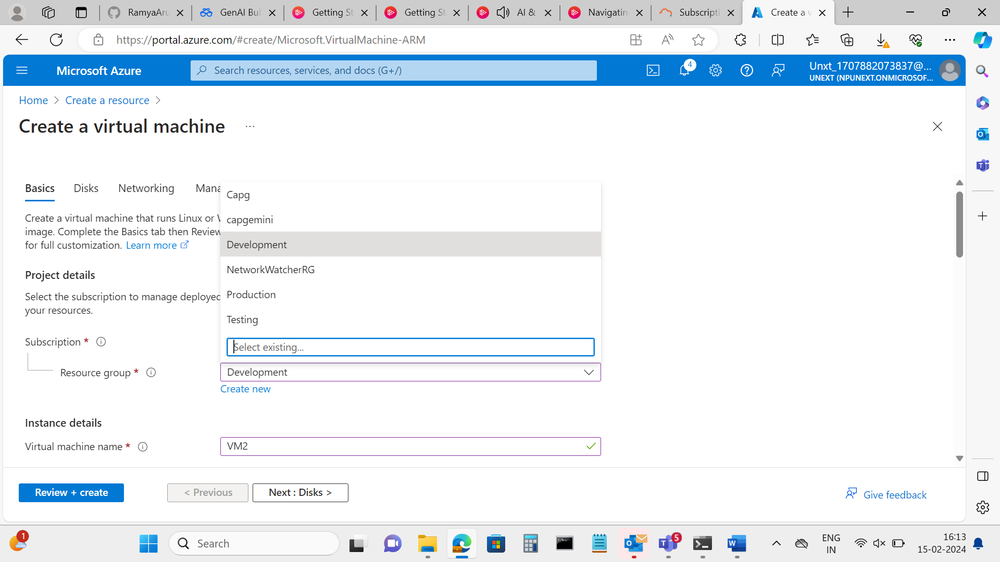 RamyaAru
GenAI Bul
Getting St
Getting St
AI &
Navigatin
Subscripti
Create a v
https://portal.azure.com/#create/Microsoft.VirtualMachine-ARM
Microsoft Azure
Search resources, services, and docs (G+/)
4
Unxt_1707882073837@...
UNEXT (NPUNEXT.ONMICROSOF...
Home > Create a resource >
Create a virtual machine ...
Basics Disks Networking Mana
Create a virtual machine that runs Linux or
image. Complete the Basics tab then Review
for full customization. Learn more
Capg
capgemini
Development
NetworkWatcherRG
Production
Testing
Select existing...
Project details
Select the subscription to manage deployed
your resources.
Subscription *
Resource group *
Development
Create new
Instance details
Virtual machine name *
VM2
Review + create
< Previous
Next : Disks >
Give feedback
1
Search
5
ENG
IN
16:13
15-02-2024